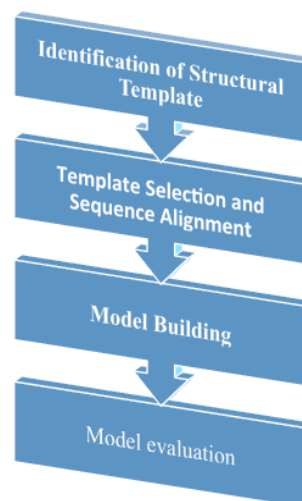 Identification of Structural
Template
Template Selection and
Sequence Alignment
Model Building
Model evaluation